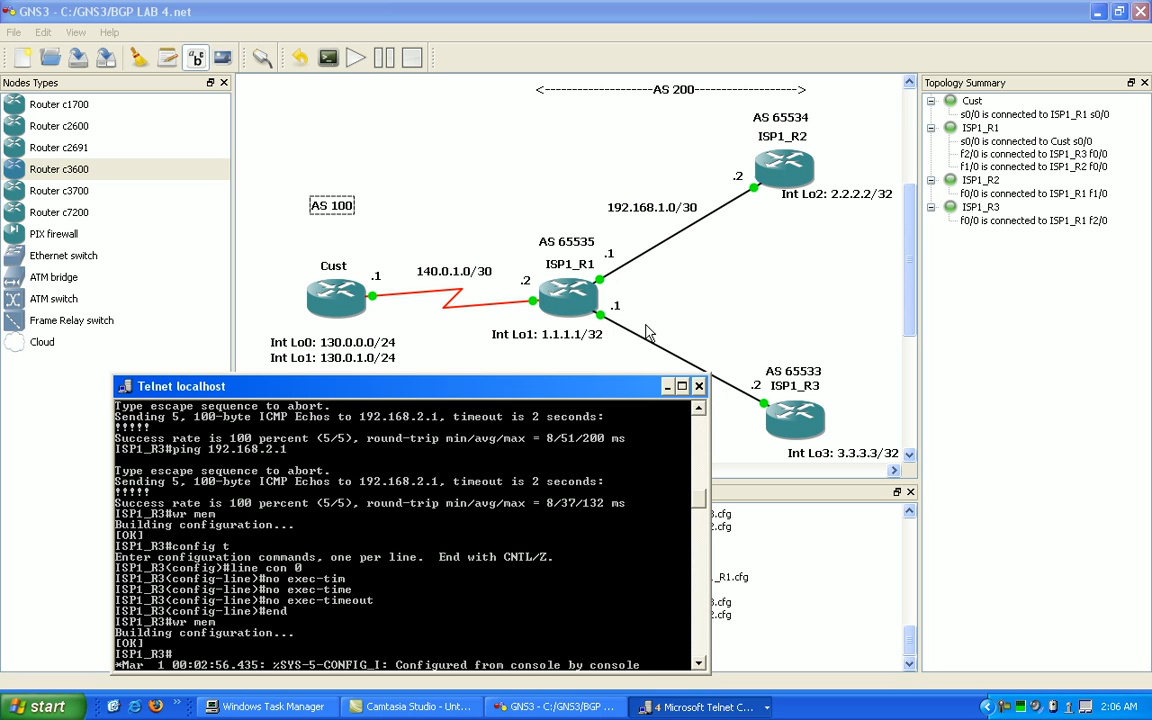 GNS3 - C:/GNS3/BGP LAB 4.net
File Edit View Help
Nodes Types
Router c1700
Router c2600
Router c2691
Router c3600
Router c3700
Router c7200
PIX firewall
Ethernet switch
ATM bridge
ATM switch
Frame Relay switch
Cloud
<---------------------AS 200---------------------->
AS 65534
ISP1_R2
.2
Int Lo2: 2.2.2.2/32
192.168.1.0/30
AS 100
AS 65535
ISP1_R1
.1
Cust
.1
140.0.1.0/30
.2
.1
Int Lo1: 1.1.1.1/32
Int Lo0: 130.0.0.0/24
Int Lo1: 130.0.1.0/24
AS 65533
ISP1_R3
.2
Int Lo3: 3.3.3.3/32
Topology Summary
Cust
s0/0 is connected to ISP1_R1 s0/0
ISP1_R1
s0/0 is connected to Cust s0/0
f2/0 is connected to ISP1_R3 f0/0
f1/0 is connected to ISP1_R2 f0/0
ISP1_R2
f0/0 is connected to ISP1_R1 f1/0
ISP1_R3
f0/0 is connected to ISP1_R1 f2/0
Telnet localhost
Type escape sequence to abort.
Sending 5, 100-byte ICMP Echos to 192.168.2.1, timeout is 2 seconds:
!!!!!
Success rate is 100 percent (5/5), round-trip min/avg/max = 8/51/200 ms
ISP1_R3#ping 192.168.2.1
Type escape sequence to abort.
Sending 5, 100-byte ICMP Echos to 192.168.2.1, timeout is 2 seconds:
!!!!!
Success rate is 100 percent (5/5), round-trip min/avg/max = 8/37/132 ms
ISP1_R3#wr mem
Building configuration...
[OK]
ISP1_R3#config t
Enter configuration commands, one per line.  End with CNTL/Z.
ISP1_R3(config)#line con 0
ISP1_R3(config-line)#no exec-tim
ISP1_R3(config-line)#no exec-time
ISP1_R3(config-line)#no exec-timeout
ISP1_R3(config-line)#end
ISP1_R3#wr mem
Building configuration...
[OK]
ISP1_R3#
*Mar  1 00:02:56.435: %SYS-5-CONFIG_I: Configured from console by console
3.cfg
2.cfg
_R1.cfg
3.cfg
2.cfg
start
Windows Task Manager
Camtasia Studio - Unt...
GNS3 - C:/GNS3/BGP ...
4 Microsoft Telnet C...
2:06 AM